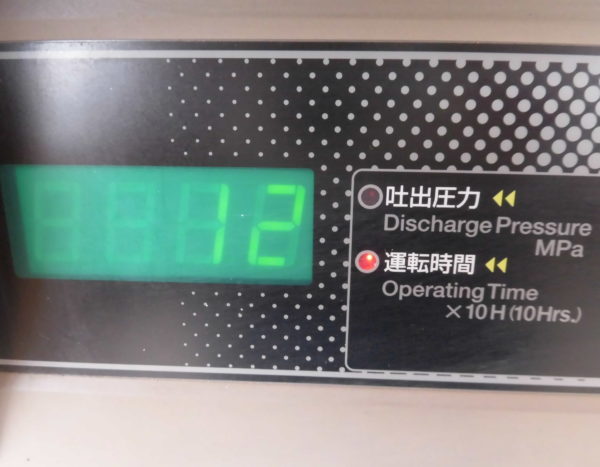 12
吐出圧力
Discharge Pressure
MPa
運転時間
Operating Time
×10H (10Hrs.)